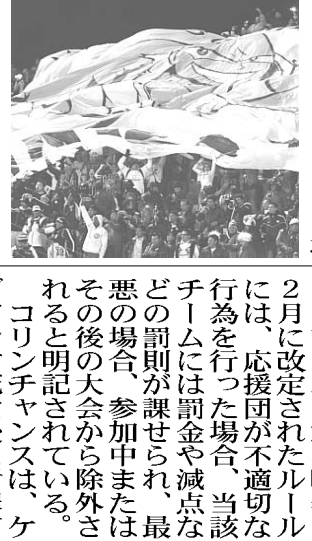 ２月に改定されたルール
には、応援団が不適切な
行為を行った場合、当該
チームには罰金や減点な
どの罰則が課せられ、最
悪の場合、参加中または
その後の大会から除外さ
れると明記されている。
コリンチャンスは、ケ